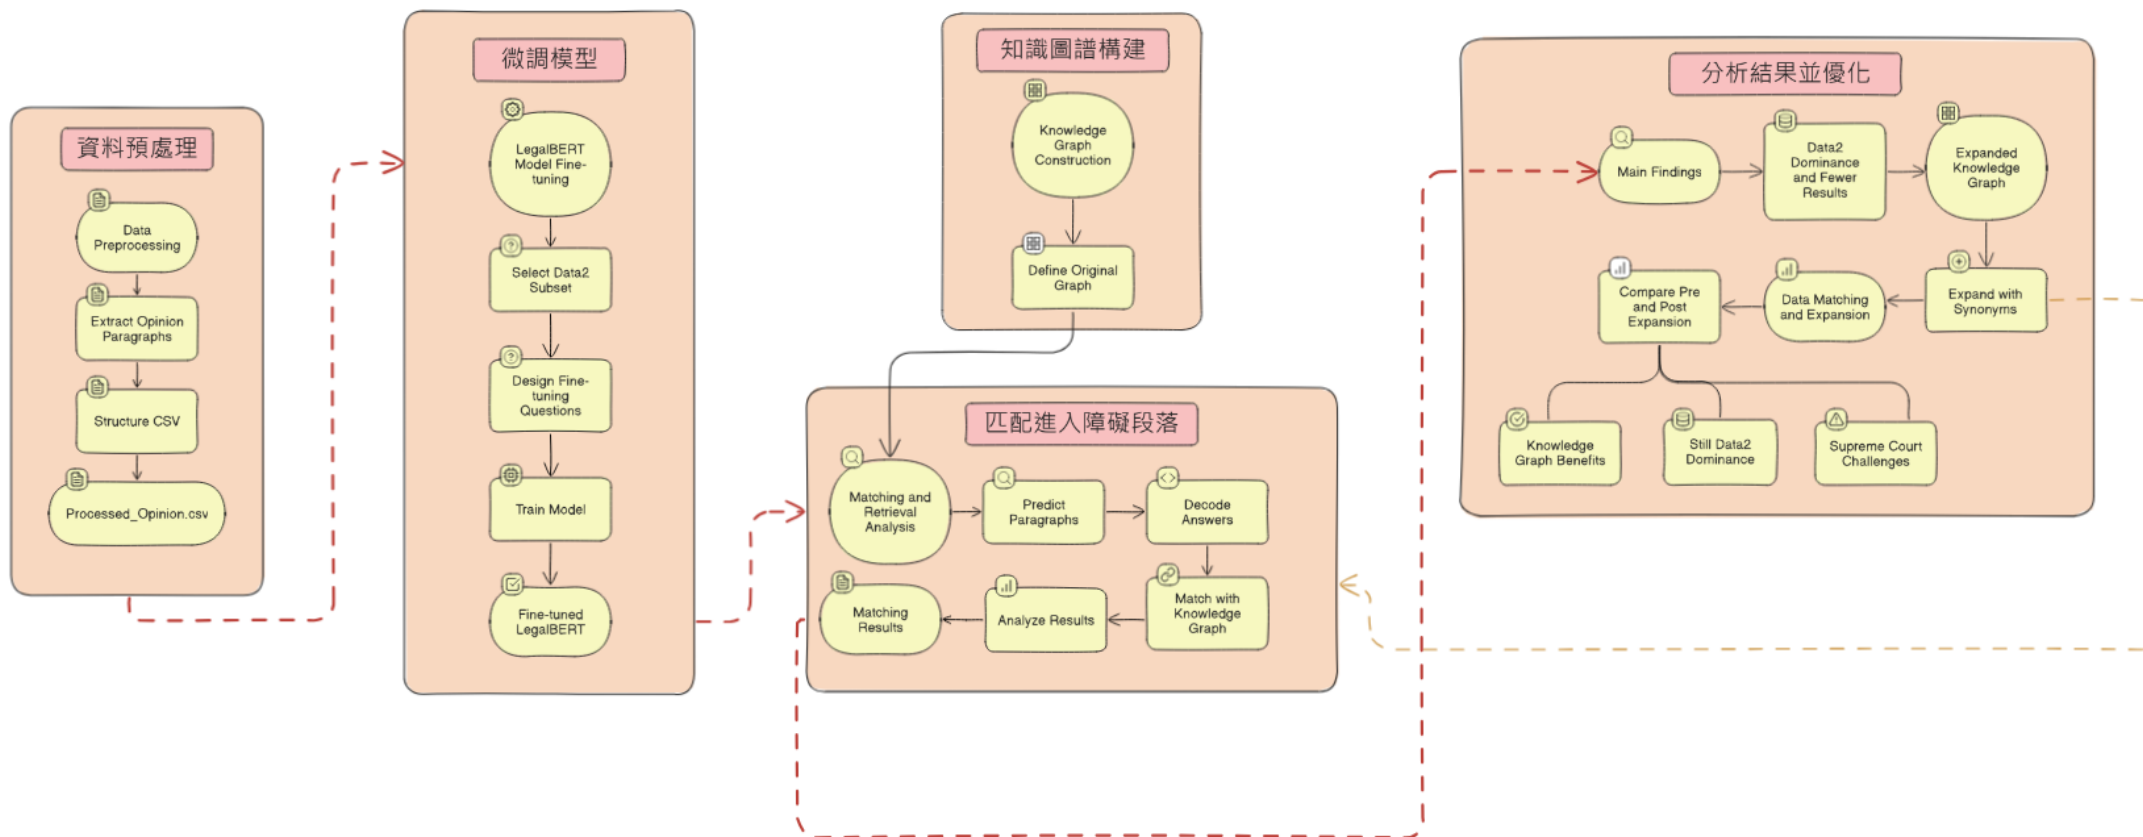 資料預處理
Data
Preprocessing
Extract Opinion
Paragraphs
Structure CSV
Processed_Opinion.csv
微調模型
LegalBERT
Model Fine-
tuning
Select Data2
Subset
Design Fine-
tuning
Questions
Train Model
Fine-tuned
LegalBERT
知識圖譜構建
Knowledge
Graph
Construction
Define Original
Graph
匹配進入障礙段落
Matching and
Retrieval
Analysis
Predict
Paragraphs
Decode
Answers
Match with
Knowledge
Graph
Analyze Results
Matching
Results
分析結果並優化
Main Findings
Data2
Dominance
and Fewer
Results
Expanded
Knowledge
Graph
Expand with
Synonyms
Data Matching
and Expansion
Compare Pre
and Post
Expansion
Knowledge
Graph Benefits
Still Data2
Dominance
Supreme Court
Challenges